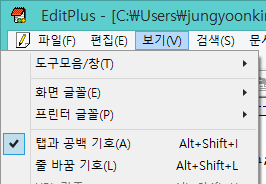 EditPlus - [C:\Users\jungyoonki
파일(F) 편집(E) 보기(V) 검색(S) 문
도구모음/창(T)
화면 글꼴(E)
프린터 글꼴(P)
탭과 공백 기호(A) Alt+Shift+I
줄 바꿈 기호(L) Alt+Shift+L